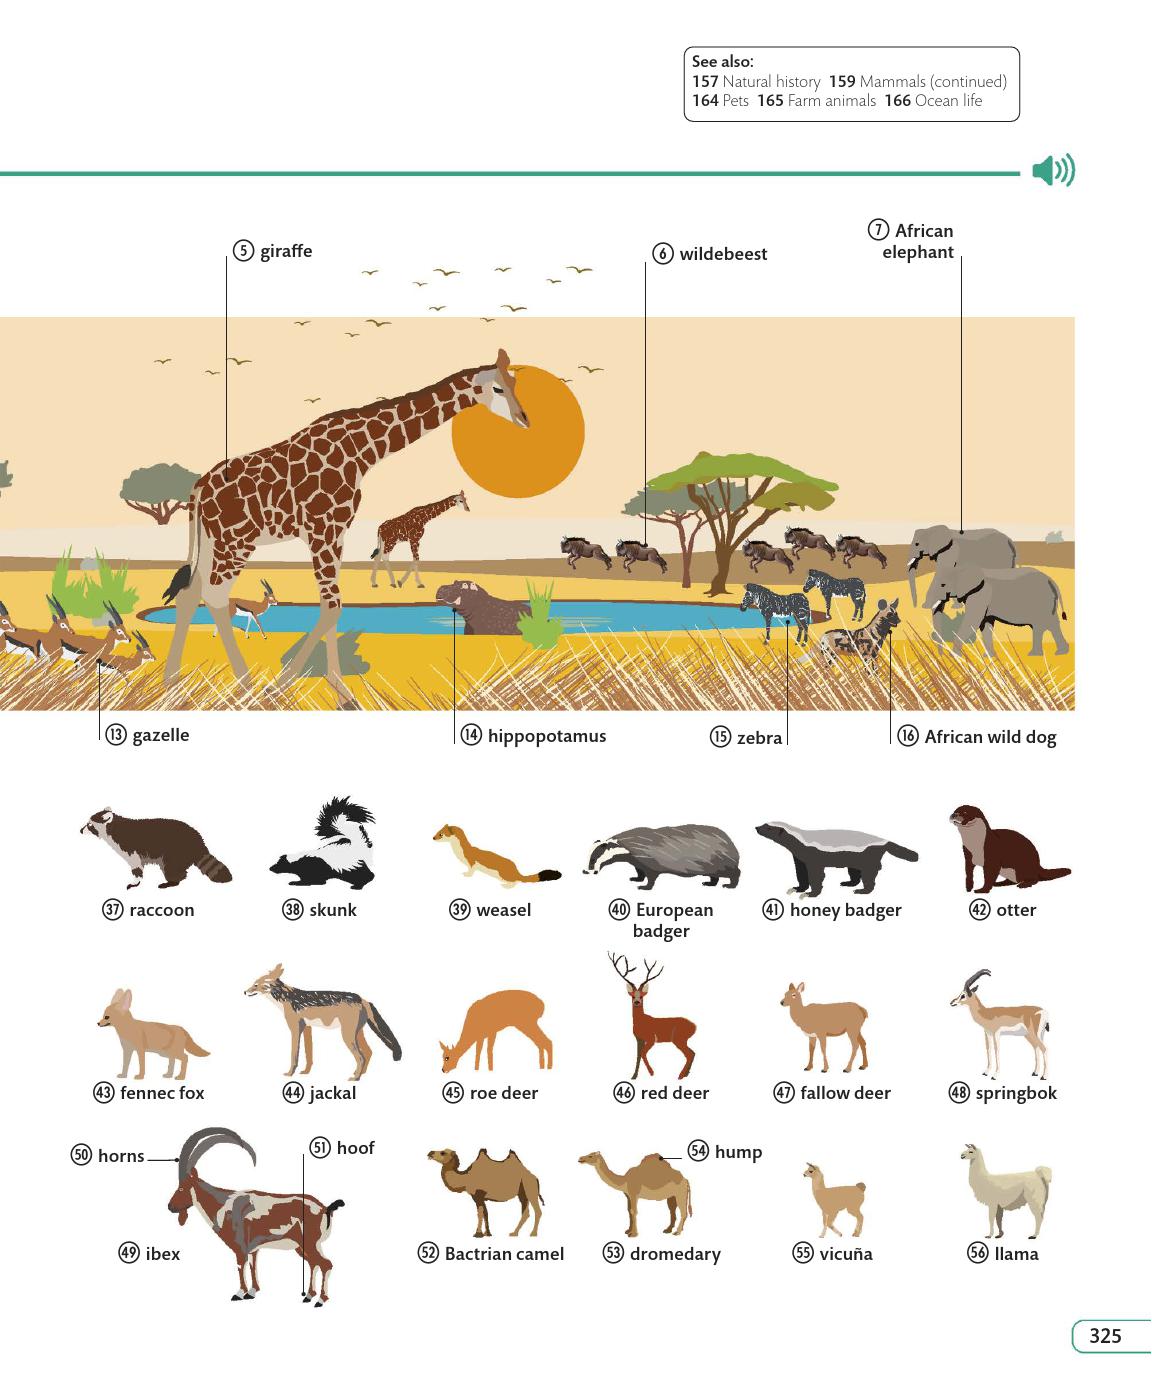 See also:
157 Natural history 159 Mammals (continued)
164 Pets 165 Farm animals 166 Ocean life
5 giraffe
6 wildebeest
7 African
elephant
13 gazelle
14 hippopotamus
15 zebra
16 African wild dog
37 raccoon
38 skunk
39 weasel
40 European
badger
41 honey badger
42 otter
43 fennec fox
44 jackal
45 roe deer
46 red deer
47 fallow deer
48 springbok
50 horns
51 hoof
54 hump
49 ibex
52 Bactrian camel
53 dromedary
55 vicuña
56 llama
325